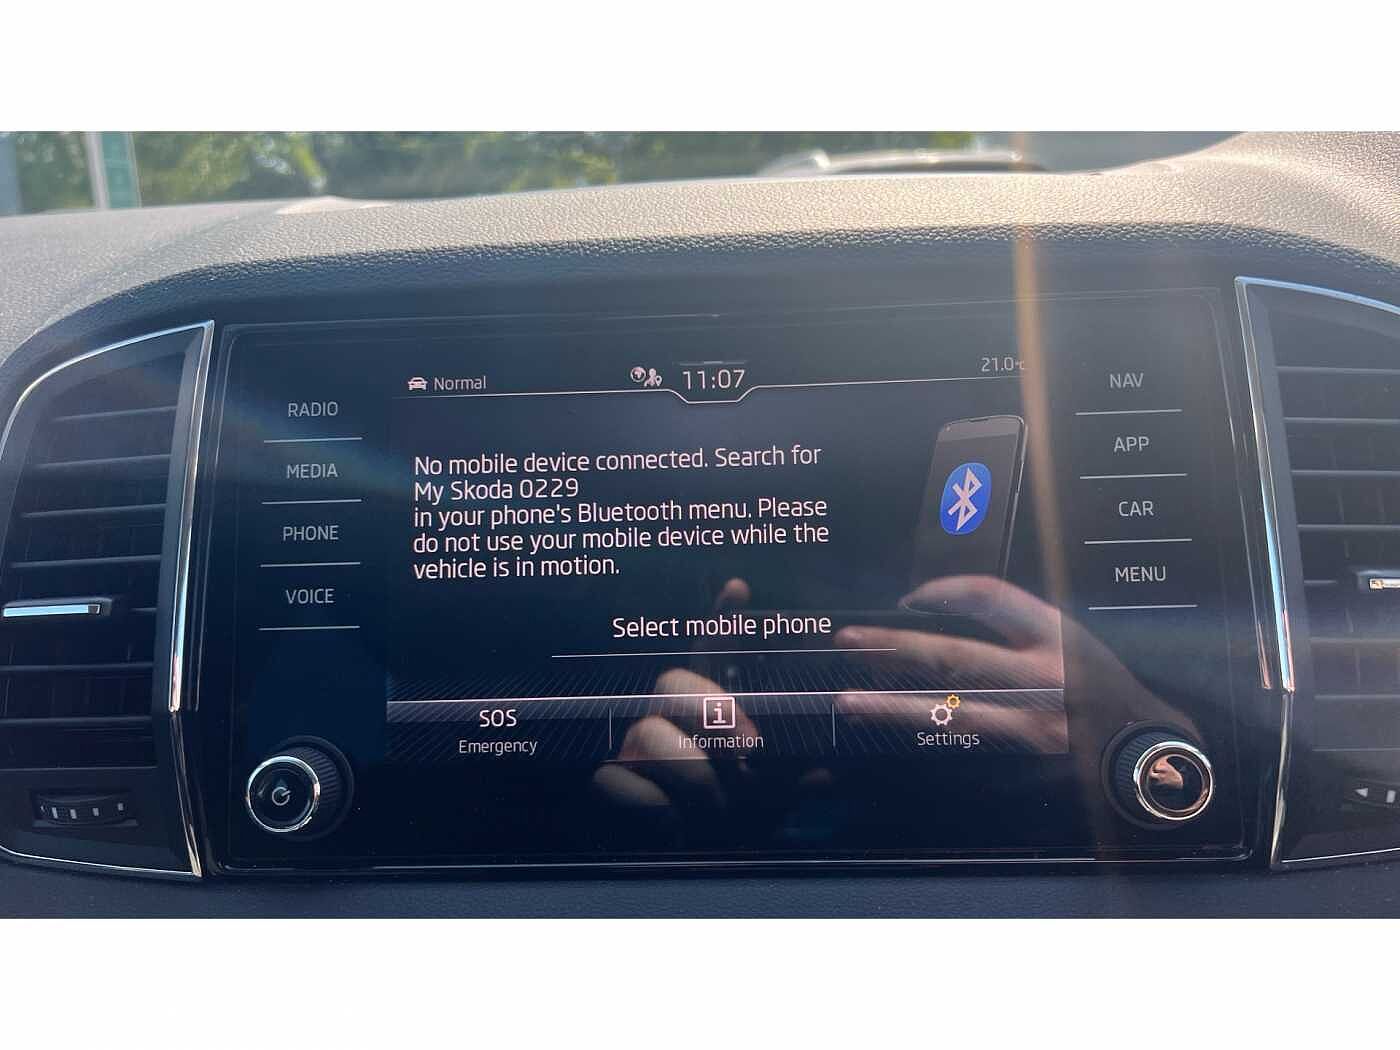 Normal
11:07
21.0°C
RADIO
MEDIA
PHONE
VOICE
No mobile device connected. Search for
My Skoda 0229
in your phone's Bluetooth menu. Please
do not use your mobile device while the
vehicle is in motion.
Select mobile phone
SOS
Emergency
i
Information
Settings
NAV
APP
CAR
MENU